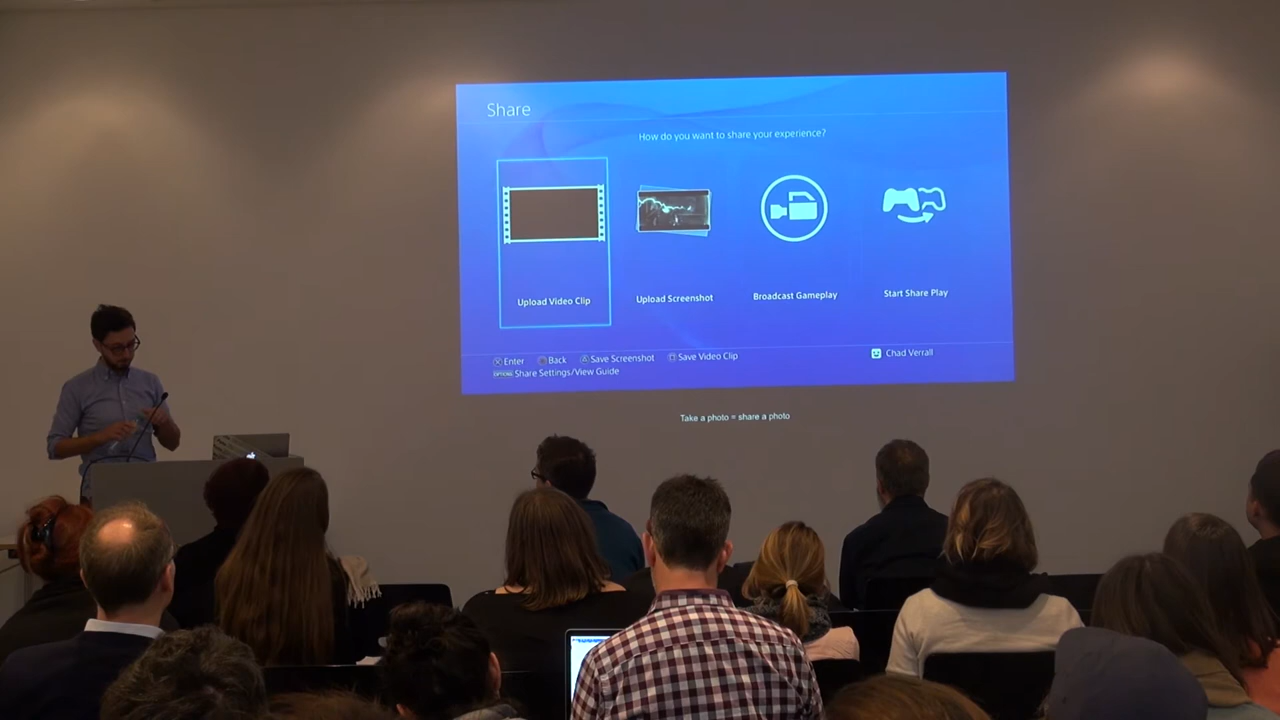 Share
How do you want to share your experience?
Upload Video Clip
Upload Screenshot
Broadcast Gameplay
Start Share Play
Enter Back Save Screenshot Save Video Clip
OPTIONS Share Settings/View Guide
Chad Verrall
Take a photo = share a photo